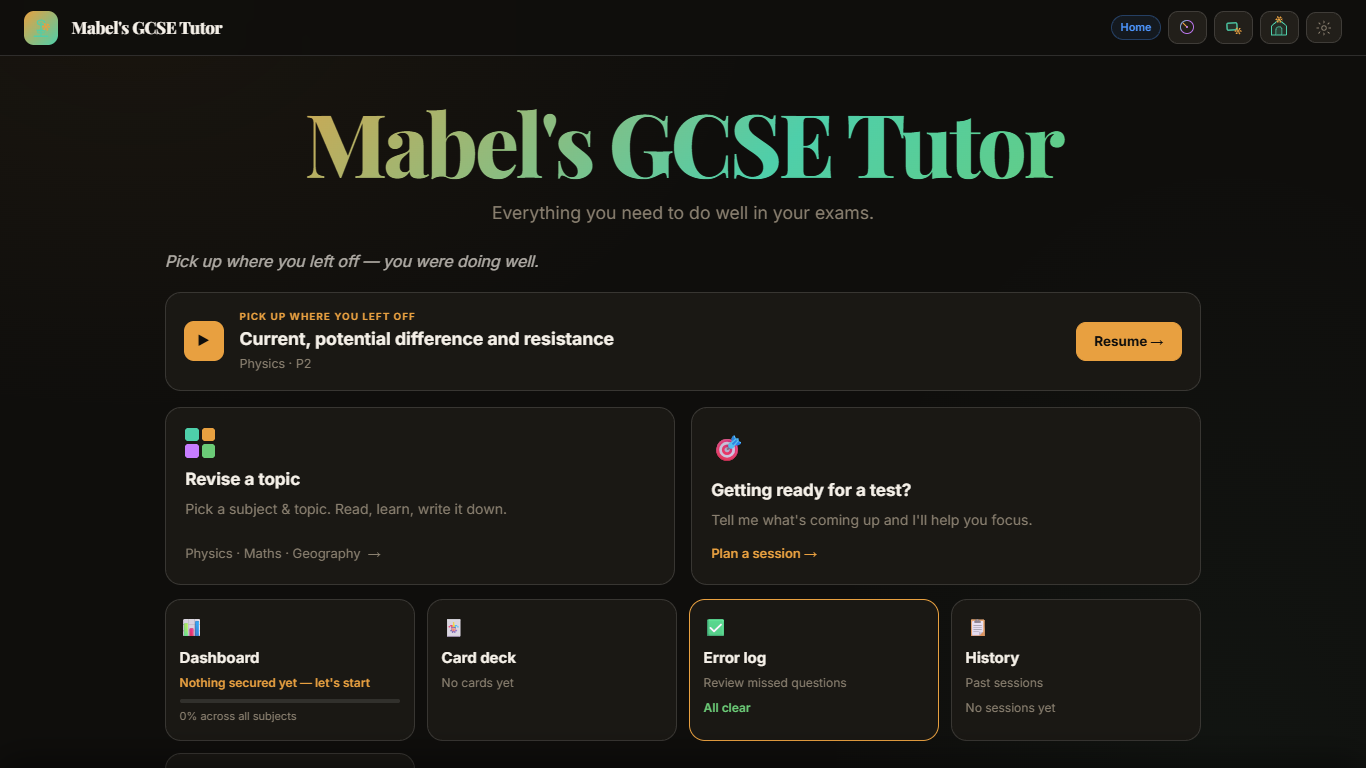 Mabel's GCSE Tutor
Home
Mabel's GCSE Tutor
Everything you need to do well in your exams.
Pick up where you left off — you were doing well.
PICK UP WHERE YOU LEFT OFF
Current, potential difference and resistance
Physics · P2
Resume →
Revise a topic
Pick a subject & topic. Read, learn, write it down.
Physics · Maths · Geography →
Getting ready for a test?
Tell me what's coming up and I'll help you focus.
Plan a session →
Dashboard
Nothing secured yet — let's start
0% across all subjects
Card deck
No cards yet
Error log
Review missed questions
All clear
History
Past sessions
No sessions yet